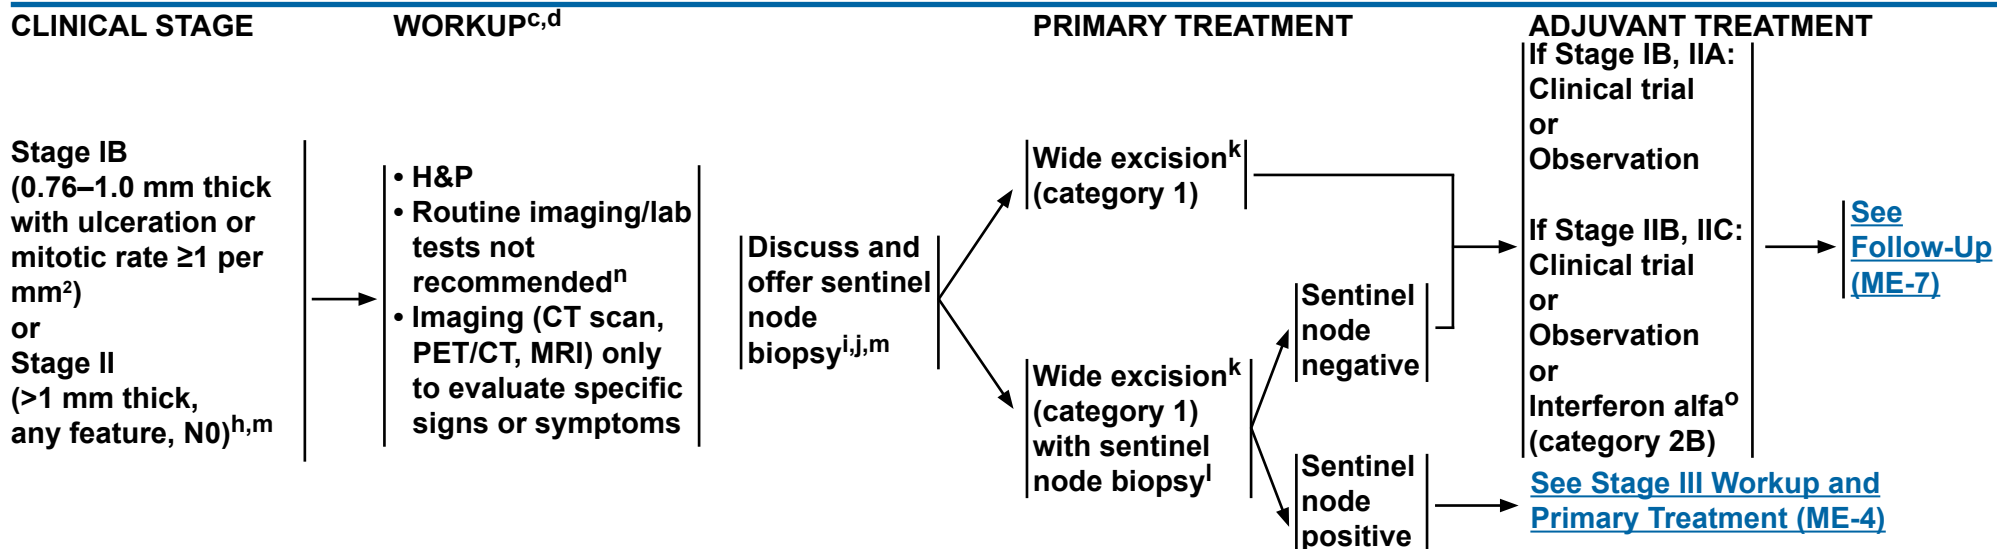 CLINICAL STAGE
WORKUPc,d
PRIMARY TREATMENT
ADJUVANT TREATMENT
Stage IB
(0.76–1.0 mm thick
with ulceration or
mitotic rate ≥1 per
mm²)
or
Stage II
(>1 mm thick,
any feature, N0)h,m
• H&P
• Routine imaging/lab
tests not
recommendedn
• Imaging (CT scan,
PET/CT, MRI) only
to evaluate specific
signs or symptoms
Discuss and
offer sentinel
node
biopsyi,j,m
Wide excisionk
(category 1)
Wide excisionk
(category 1)
with sentinel
node biopsyl
Sentinel
node
negative
Sentinel
node
positive
If Stage IB, IIA:
Clinical trial
or
Observation
If Stage IIB, IIC:
Clinical trial
or
Observation
or
Interferon alfao
(category 2B)
See
Follow-Up
(ME-7)
See Stage III Workup and
Primary Treatment (ME-4)